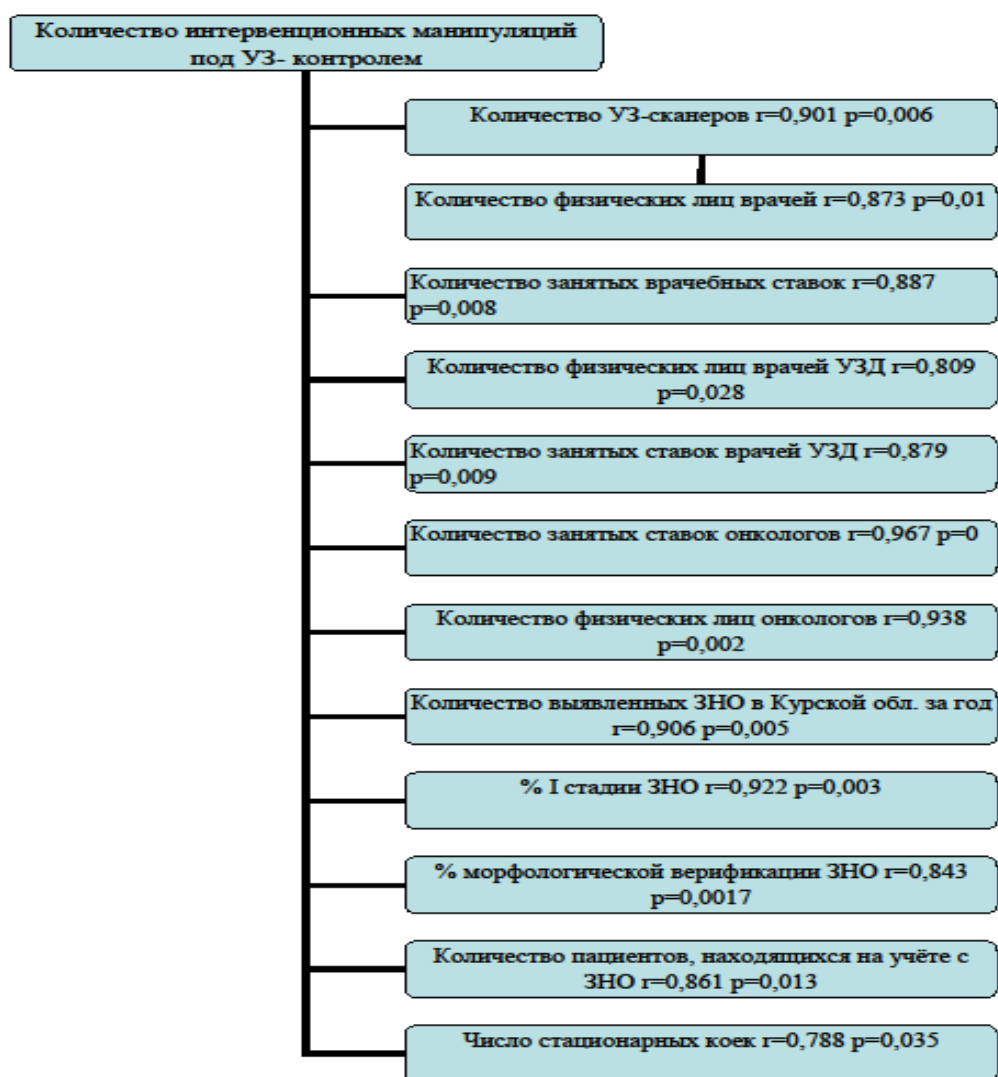 Количество интервенционных манипуляций
под УЗ- контролем
Количество УЗ-сканеров r=0,901 p=0,006
Количество физических лиц врачей r=0,873 p=0,01
Количество занятых врачебных ставок r=0,887
p=0,008
Количество физических лиц врачей УЗД r=0,809
p=0,028
Количество занятых ставок врачей УЗД r=0,879
p=0,009
Количество занятых ставок онкологов r=0,967 p=0
Количество физических лиц онкологов r=0,938
p=0,002
Количество выявленных ЗНО в Курской обл. за год
r=0,906 p=0,005
% I стадии ЗНО r=0,922 p=0,003
% морфологической верификации ЗНО r=0,843
p=0,0017
Количество пациентов, находящихся на учёте с
ЗНО r=0,861 p=0,013
Число стационарных коек r=0,788 p=0,035